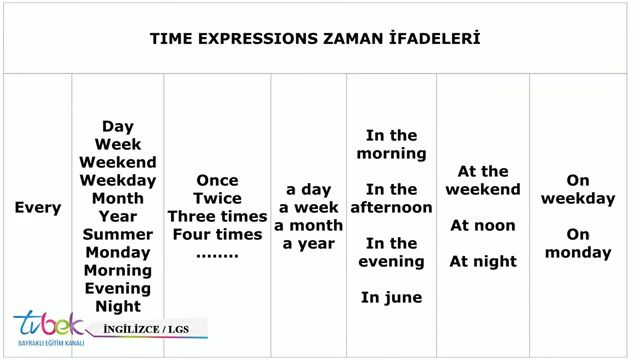 TIME EXPRESSIONS ZAMAN İFADELERİ
Every
Day
Week
Weekend
Weekday
Month
Year
Summer
Monday
Morning
Evening
Night
Once
Twice
Three times
Four times
........
a day
a week
a month
a year
In the
morning
In the
afternoon
In the
evening
In june
At the
weekend
At noon
At night
On
weekday
On
monday
tvbek
BAYRAKLI EĞİTİM KANALI
İNGİLİZCE / LGS